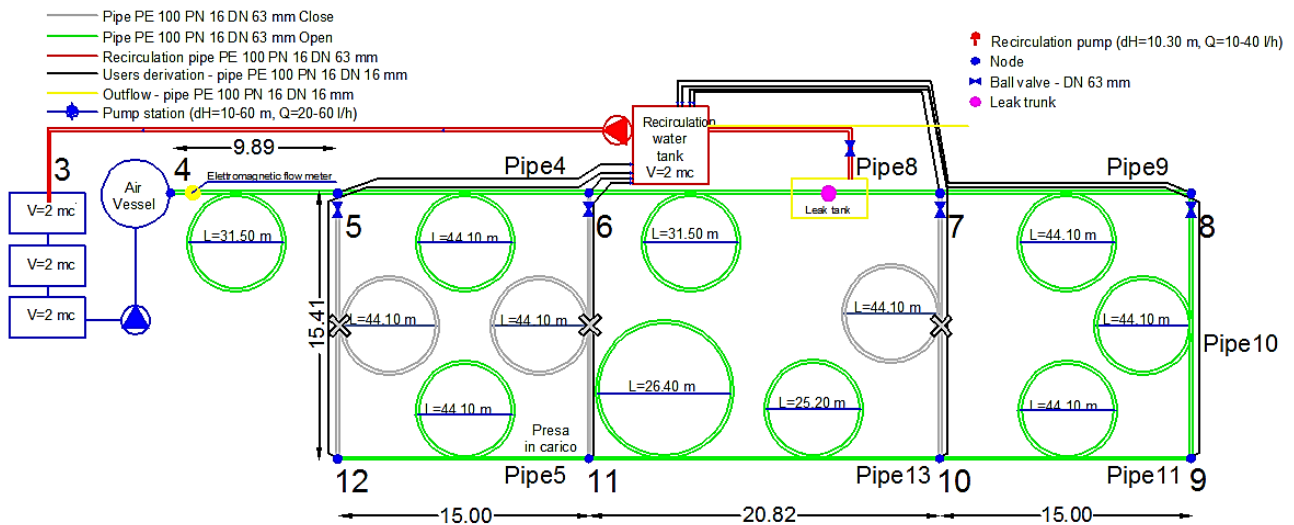 Pipe PE 100 PN 16 DN 63 mm Close
Pipe PE 100 PN 16 DN 63 mm Open
Recirculation pipe PE 100 PN 16 DN 63 mm
Users derivation - pipe PE 100 PN 16 DN 16 mm
Outflow - pipe PE 100 PN 16 DN 16 mm
Pump station (dH=10-60 m, Q=20-60 l/h)
Recirculation pump (dH=10.30 m, Q=10-40 l/h)
Node
Ball valve - DN 63 mm
Leak trunk
Recirculation
water
tank
V=2 mc
9.89
3
4
Elettromagnetic flow meter
Pipe4
Pipe8
Pipe9
Air
Vessel
V=2 mc
V=2 mc
V=2 mc
Leak tank
5
6
7
8
L=31.50 m
L=44.10 m
L=31.50 m
L=44.10 m
15.41
L=44.10 m
L=44.10 m
L=44.10 m
L=44.10 m
Pipe10
L=44.10 m
L=26.40 m
L=25.20 m
L=44.10 m
Presa
in carico
12
Pipe5
11
Pipe13
10
Pipe11
9
15.00
20.82
15.00